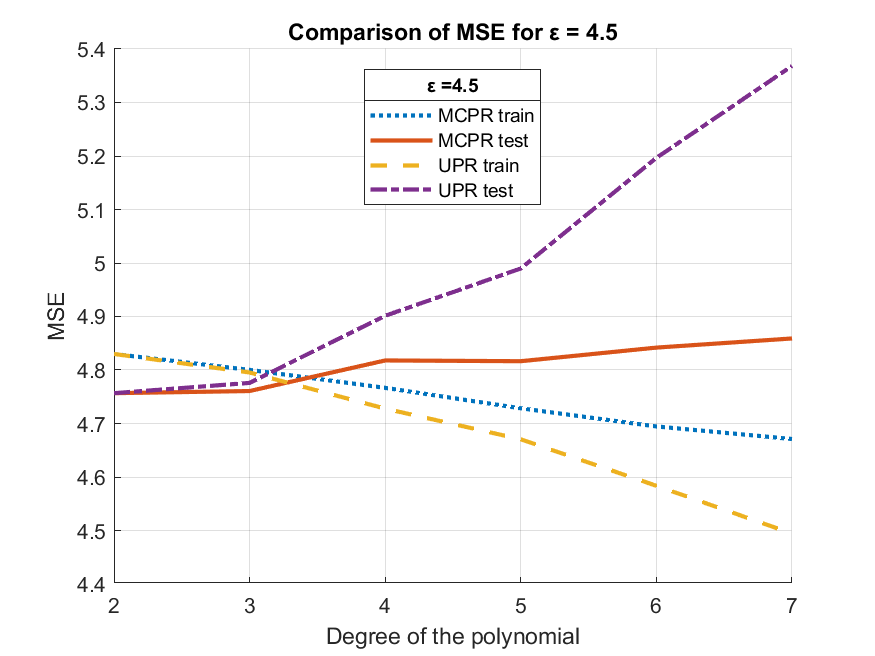 Comparison of MSE for ε = 4.5
5.4
5.3
5.2
5.1
5
4.9
4.8
4.7
4.6
4.5
4.4
MSE
ε =4.5
MCPR train
MCPR test
UPR train
UPR test
2 3 4 5 6 7
Degree of the polynomial